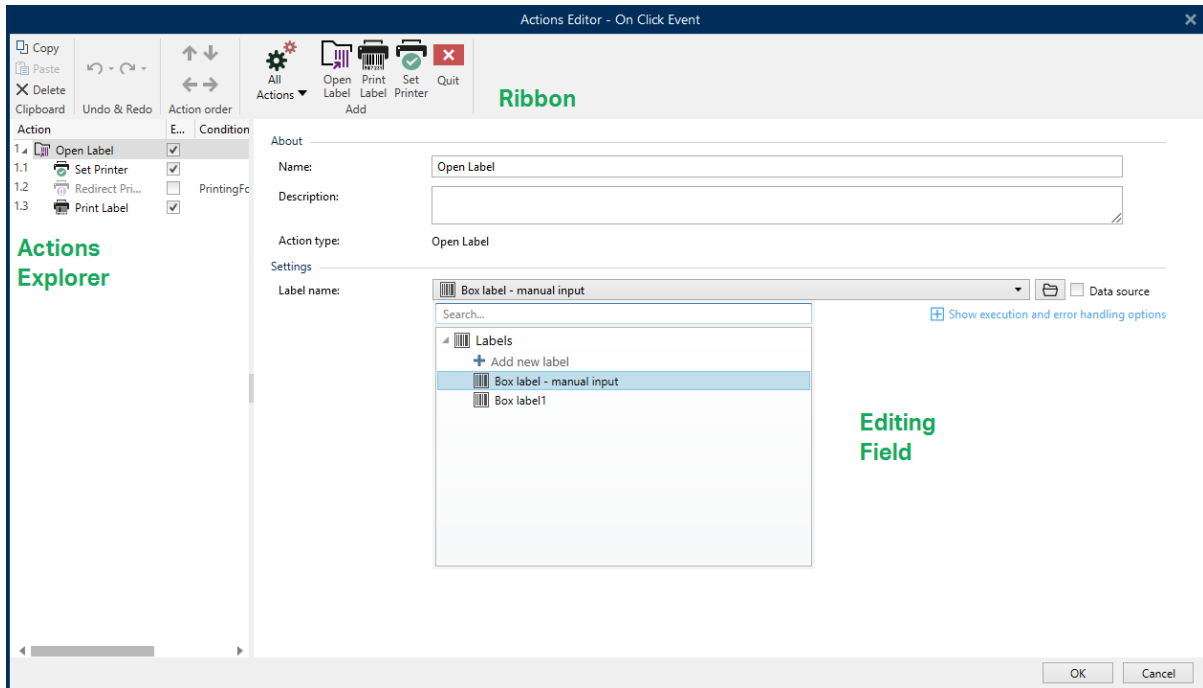 Actions Editor - On Click Event
Copy
Paste
Delete
Clipboard
Undo & Redo
Action order
All
Actions
Open
Label
Print
Label
Set
Printer
Quit
Add
Ribbon
Action E... Condition
1 Open Label
1.1 Set Printer
1.2 Redirect Pri... PrintingFc
1.3 Print Label
Actions
Explorer
About
Name: Open Label
Description:
Action type: Open Label
Settings
Label name: Box label - manual input Data source
Search...
Show execution and error handling options
Labels
Add new label
Box label - manual input
Box label1
Editing
Field
OK Cancel